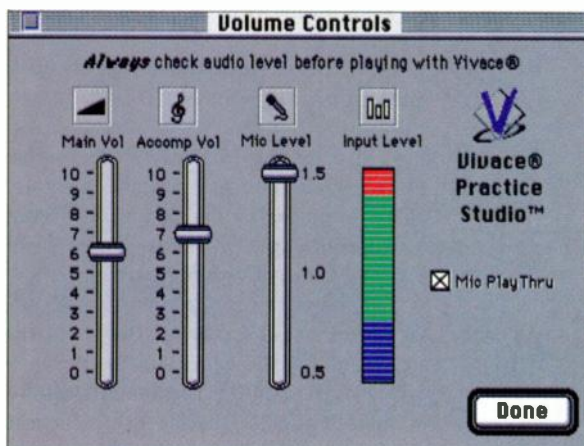 Volume Controls
Always check audio level before playing with Vivace®
Main Vol Accomp Vol Mic Level Input Level
Vivace®
Practice
Studio™
10 10 1.5
9 9
8 8
7 7
6 6
5 5 1.0
4 4
3 3
2 2
1 1
0 0 0.5
Mic PlayThru
Done